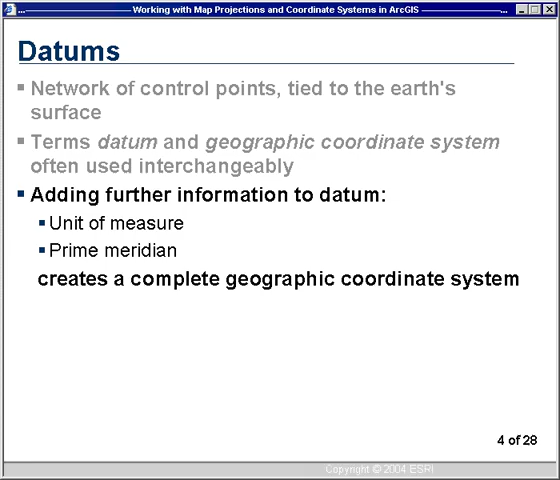 Working with Map Projections and Coordinate Systems in ArcGIS
Datums
▪ Network of control points, tied to the earth's
surface
▪ Terms datum and geographic coordinate system
often used interchangeably
▪ Adding further information to datum:
▪ Unit of measure
▪ Prime meridian
creates a complete geographic coordinate system
4 of 28
Copyright © 2004 ESRI